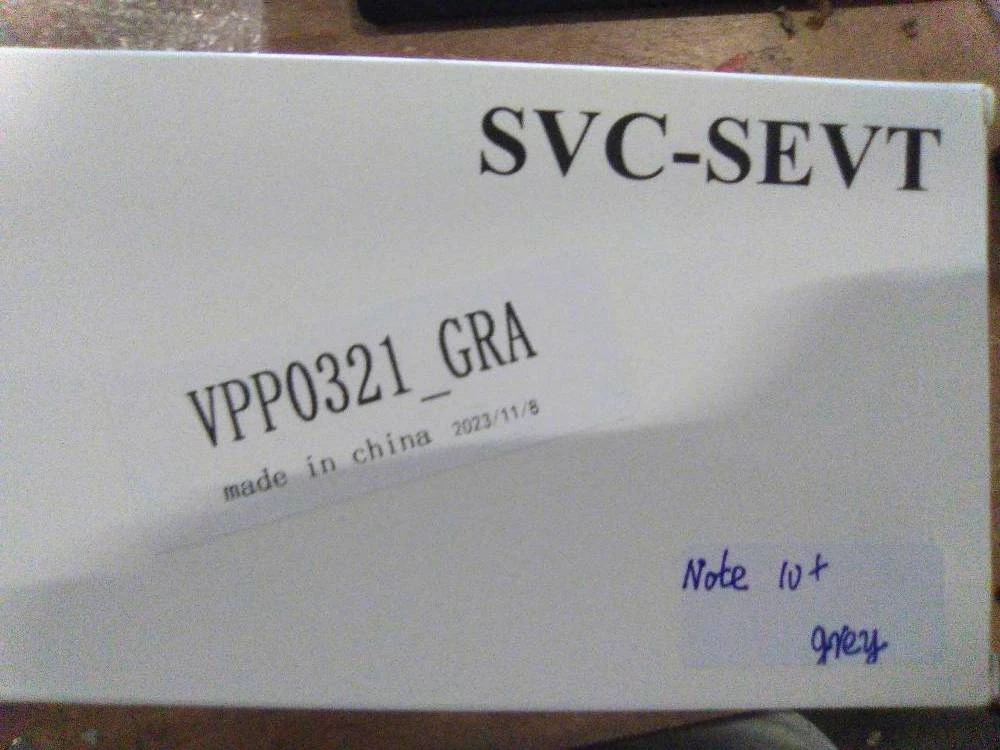 SVC-SEVT
VPP0321_GRA
made in china 2023/11/8
Note 10+
grey